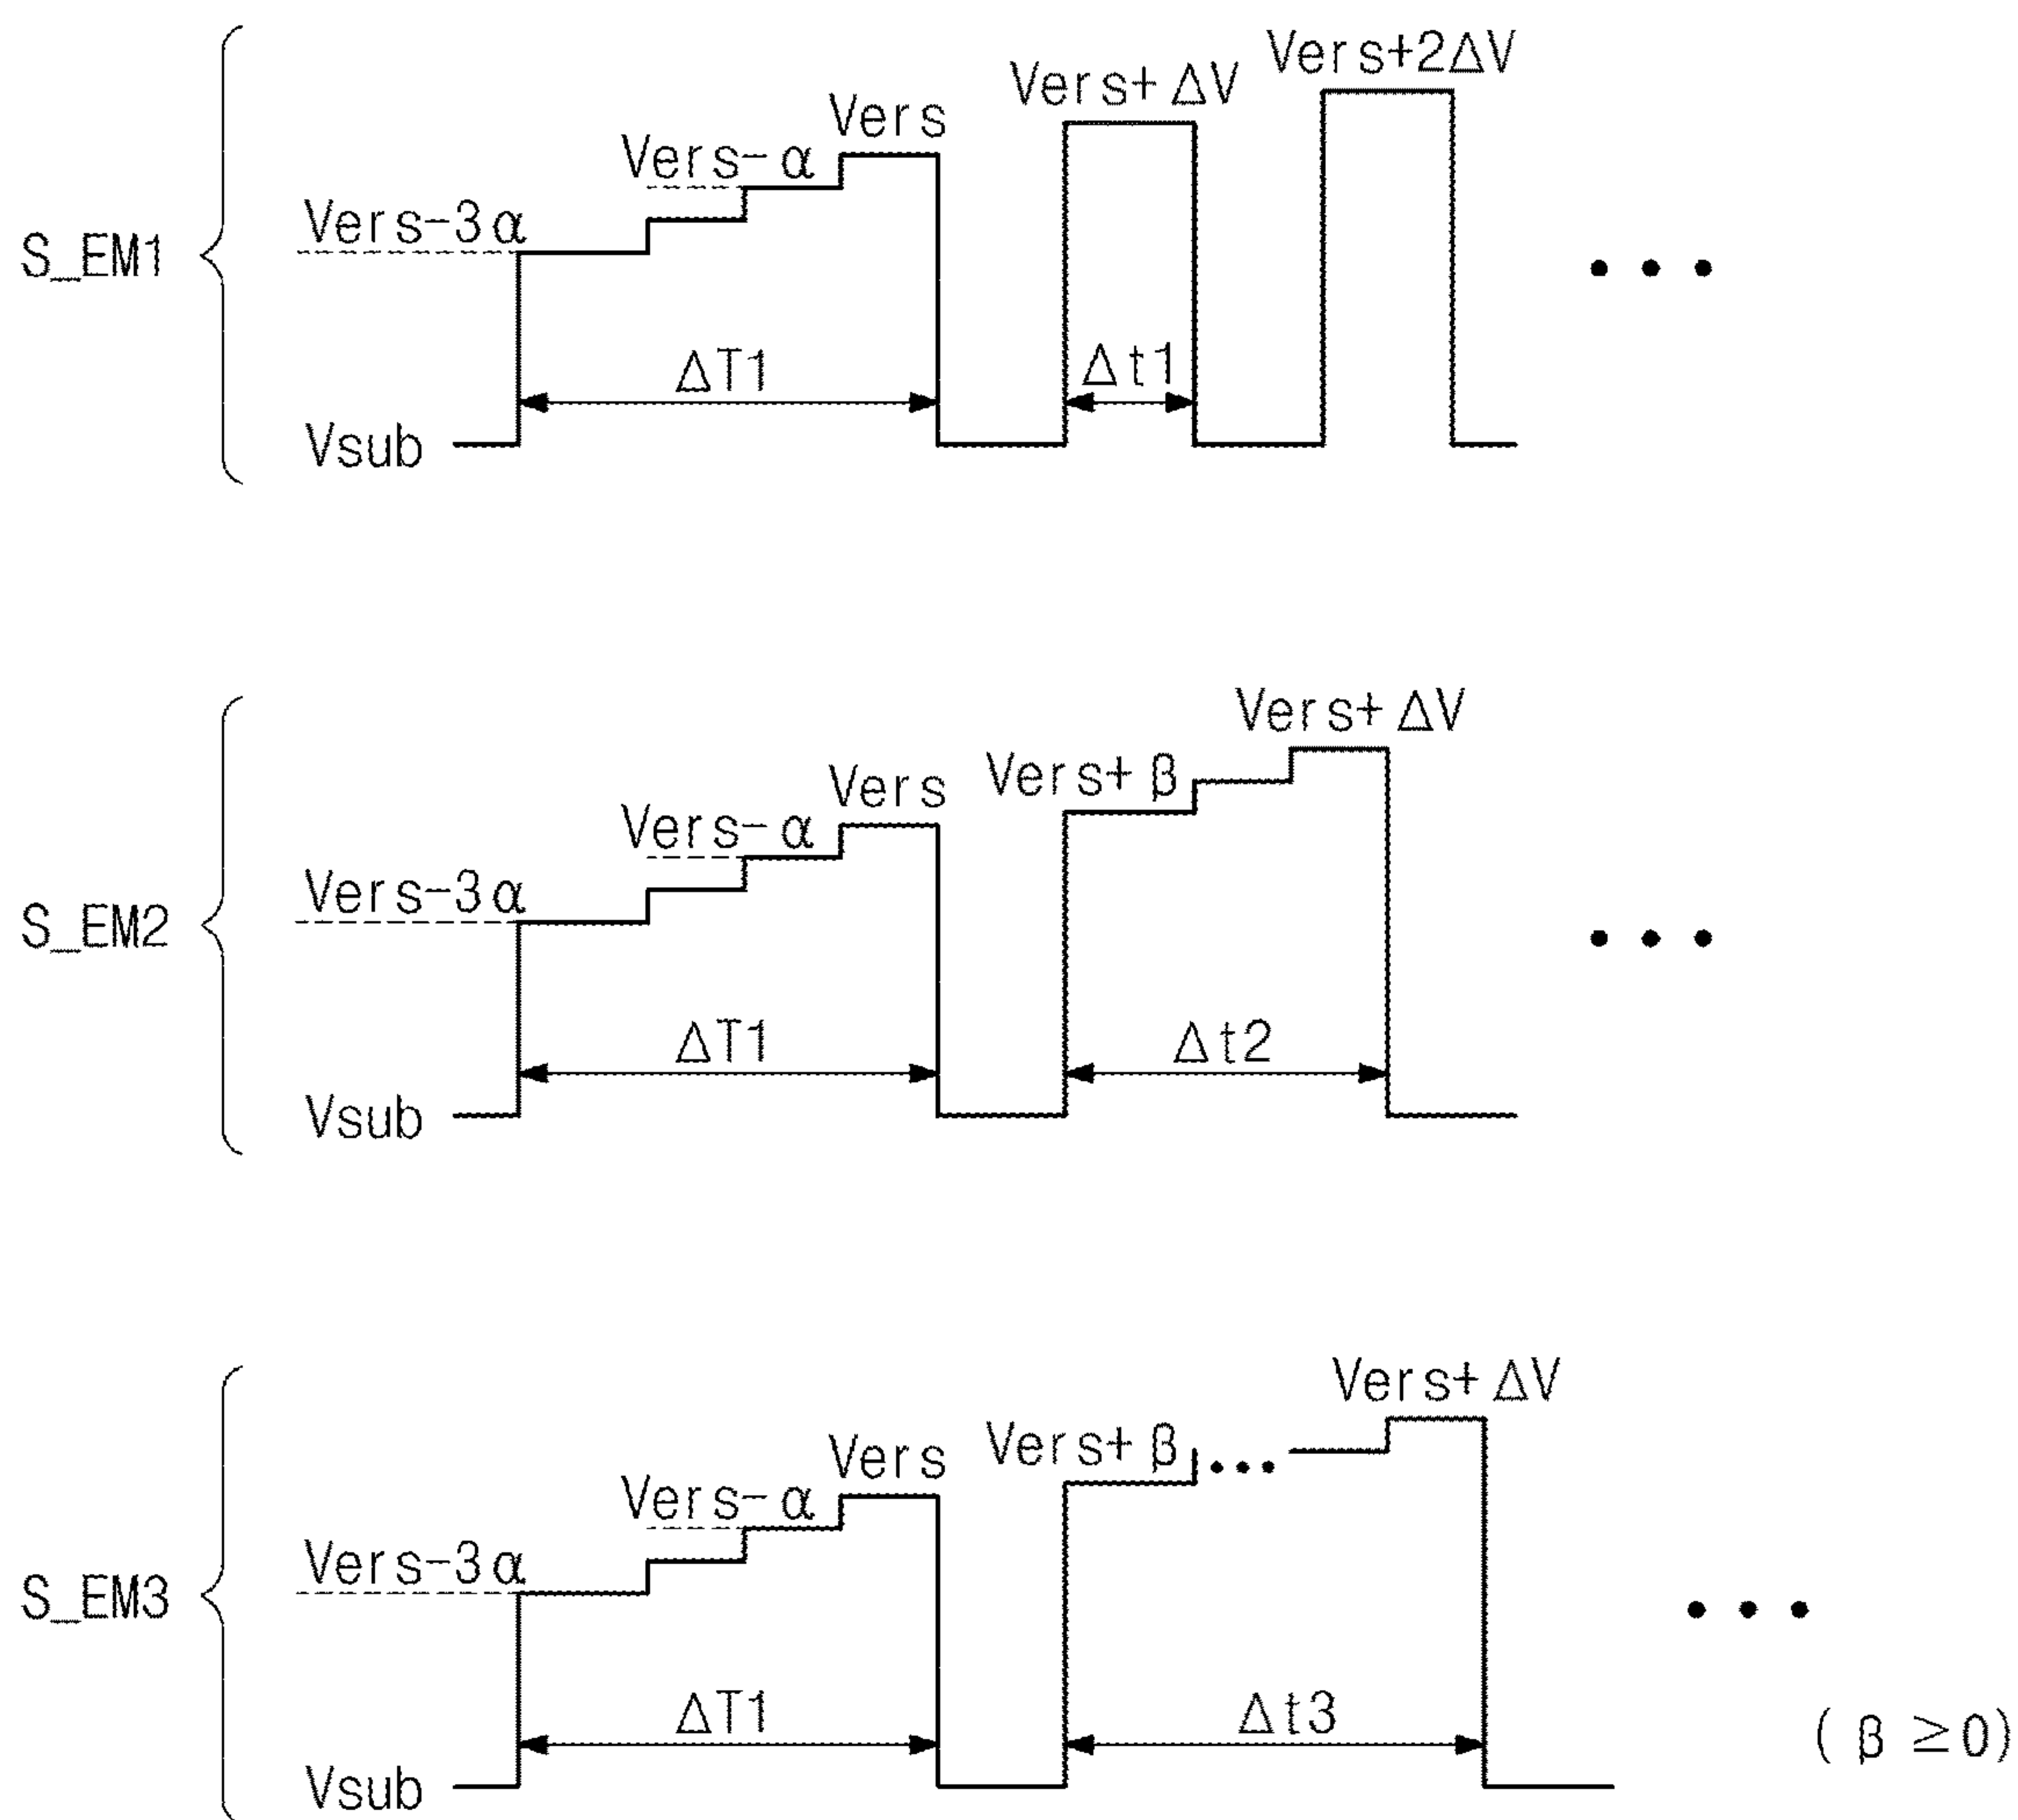 S_EM1
Vers-3α
Vers-α
Vers
Vers+ΔV
Vers+2ΔV
ΔT1
Δt1
Vsub
S_EM2
Vers-3α
Vers-α
Vers
Vers+β
Vers+ΔV
ΔT1
Δt2
Vsub
S_EM3
Vers-3α
Vers-α
Vers
Vers+β
Vers+ΔV
ΔT1
Δt3
Vsub
(β ≥0)